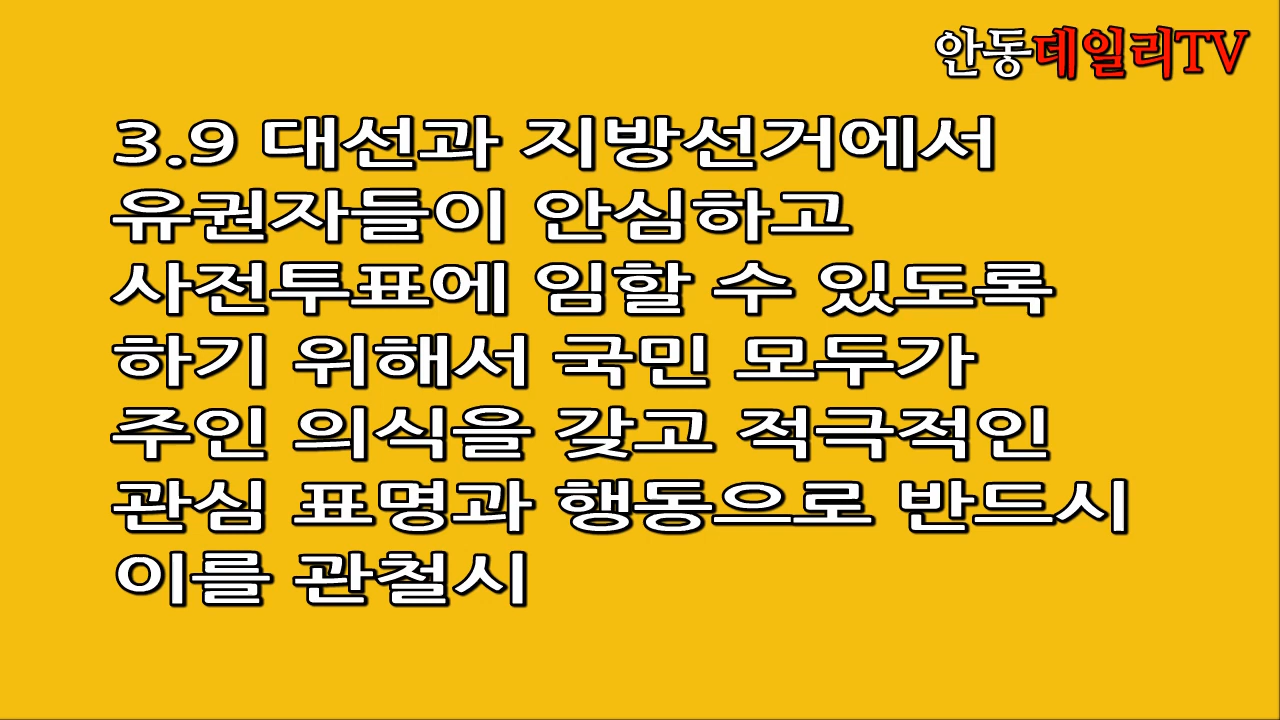 안동데일리TV
3.9 대선과 지방선거에서
유권자들이 안심하고
사전투표에 임할 수 있도록
하기 위해서 국민 모두가
주인 의식을 갖고 적극적인
관심 표명과 행동으로 반드시
이를 관철시